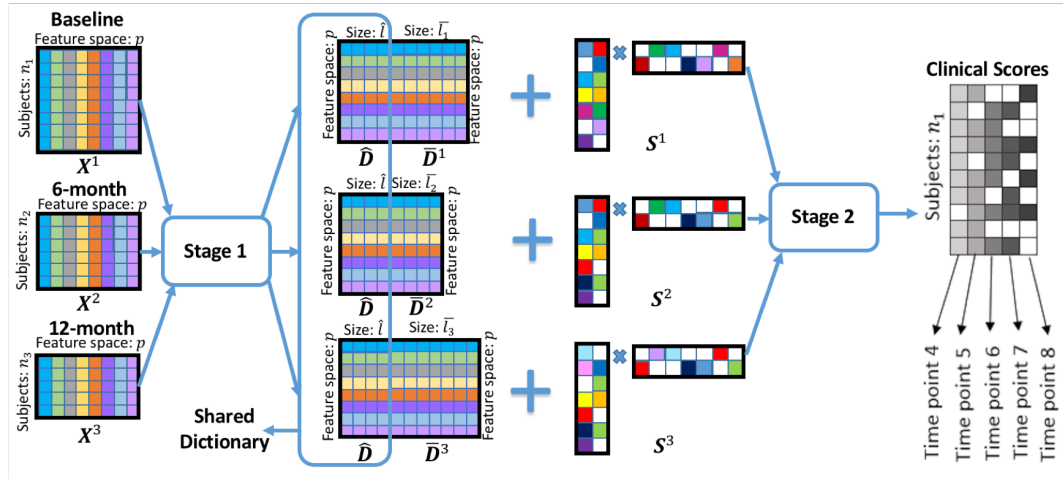 Baseline
Feature space: p
Subjects: n₁
X¹
6-month
Feature space: p
Subjects: n₂
X²
12-month
Feature space: p
Subjects: n₃
X³
Stage 1
Shared
Dictionary
Size: l̂ Size: l̄₁
Feature space: p
Feature space: p
D̂ D̄¹
Size: l̂ Size: l̄₂
Feature space: p
Feature space: p
D̂ D̄²
Size: l̂ Size: l̄₃
Feature space: p
Feature space: p
D̂ D̄³
+
×
S¹
+
×
S²
+
×
S³
Stage 2
Clinical Scores
Subjects: n₁
Time point 4
Time point 5
Time point 6
Time point 7
Time point 8